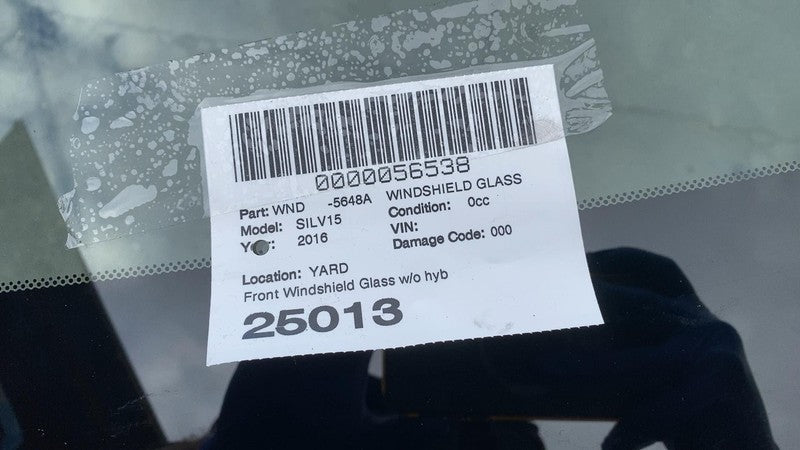 0000056538
Part: WND -5648A WINDSHIELD GLASS
Model: SILV15 Condition: 0cc
Year: 2016 VIN:
Damage Code: 000
Location: YARD
Front Windshield Glass w/o hyb
25013